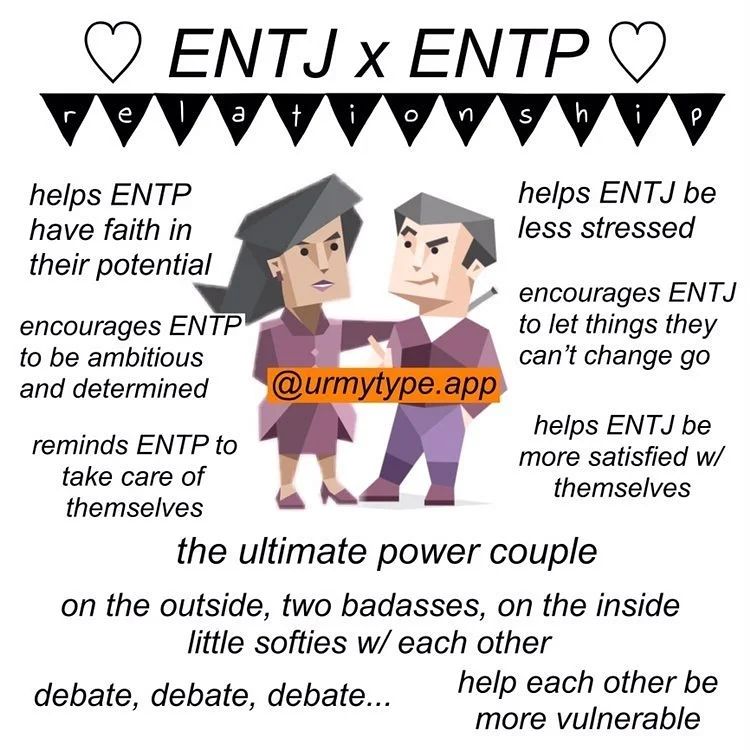 ♡ ENTJ x ENTP ♡
relationship
helps ENTP
have faith in
their potential
encourages ENTP
to be ambitious
and determined
reminds ENTP to
take care of
themselves
helps ENTJ be
less stressed
encourages ENTJ
to let things they
can't change go
helps ENTJ be
more satisfied w/
themselves
@urmytype.app
the ultimate power couple
on the outside, two badasses, on the inside
little softies w/ each other
debate, debate, debate...
help each other be
more vulnerable